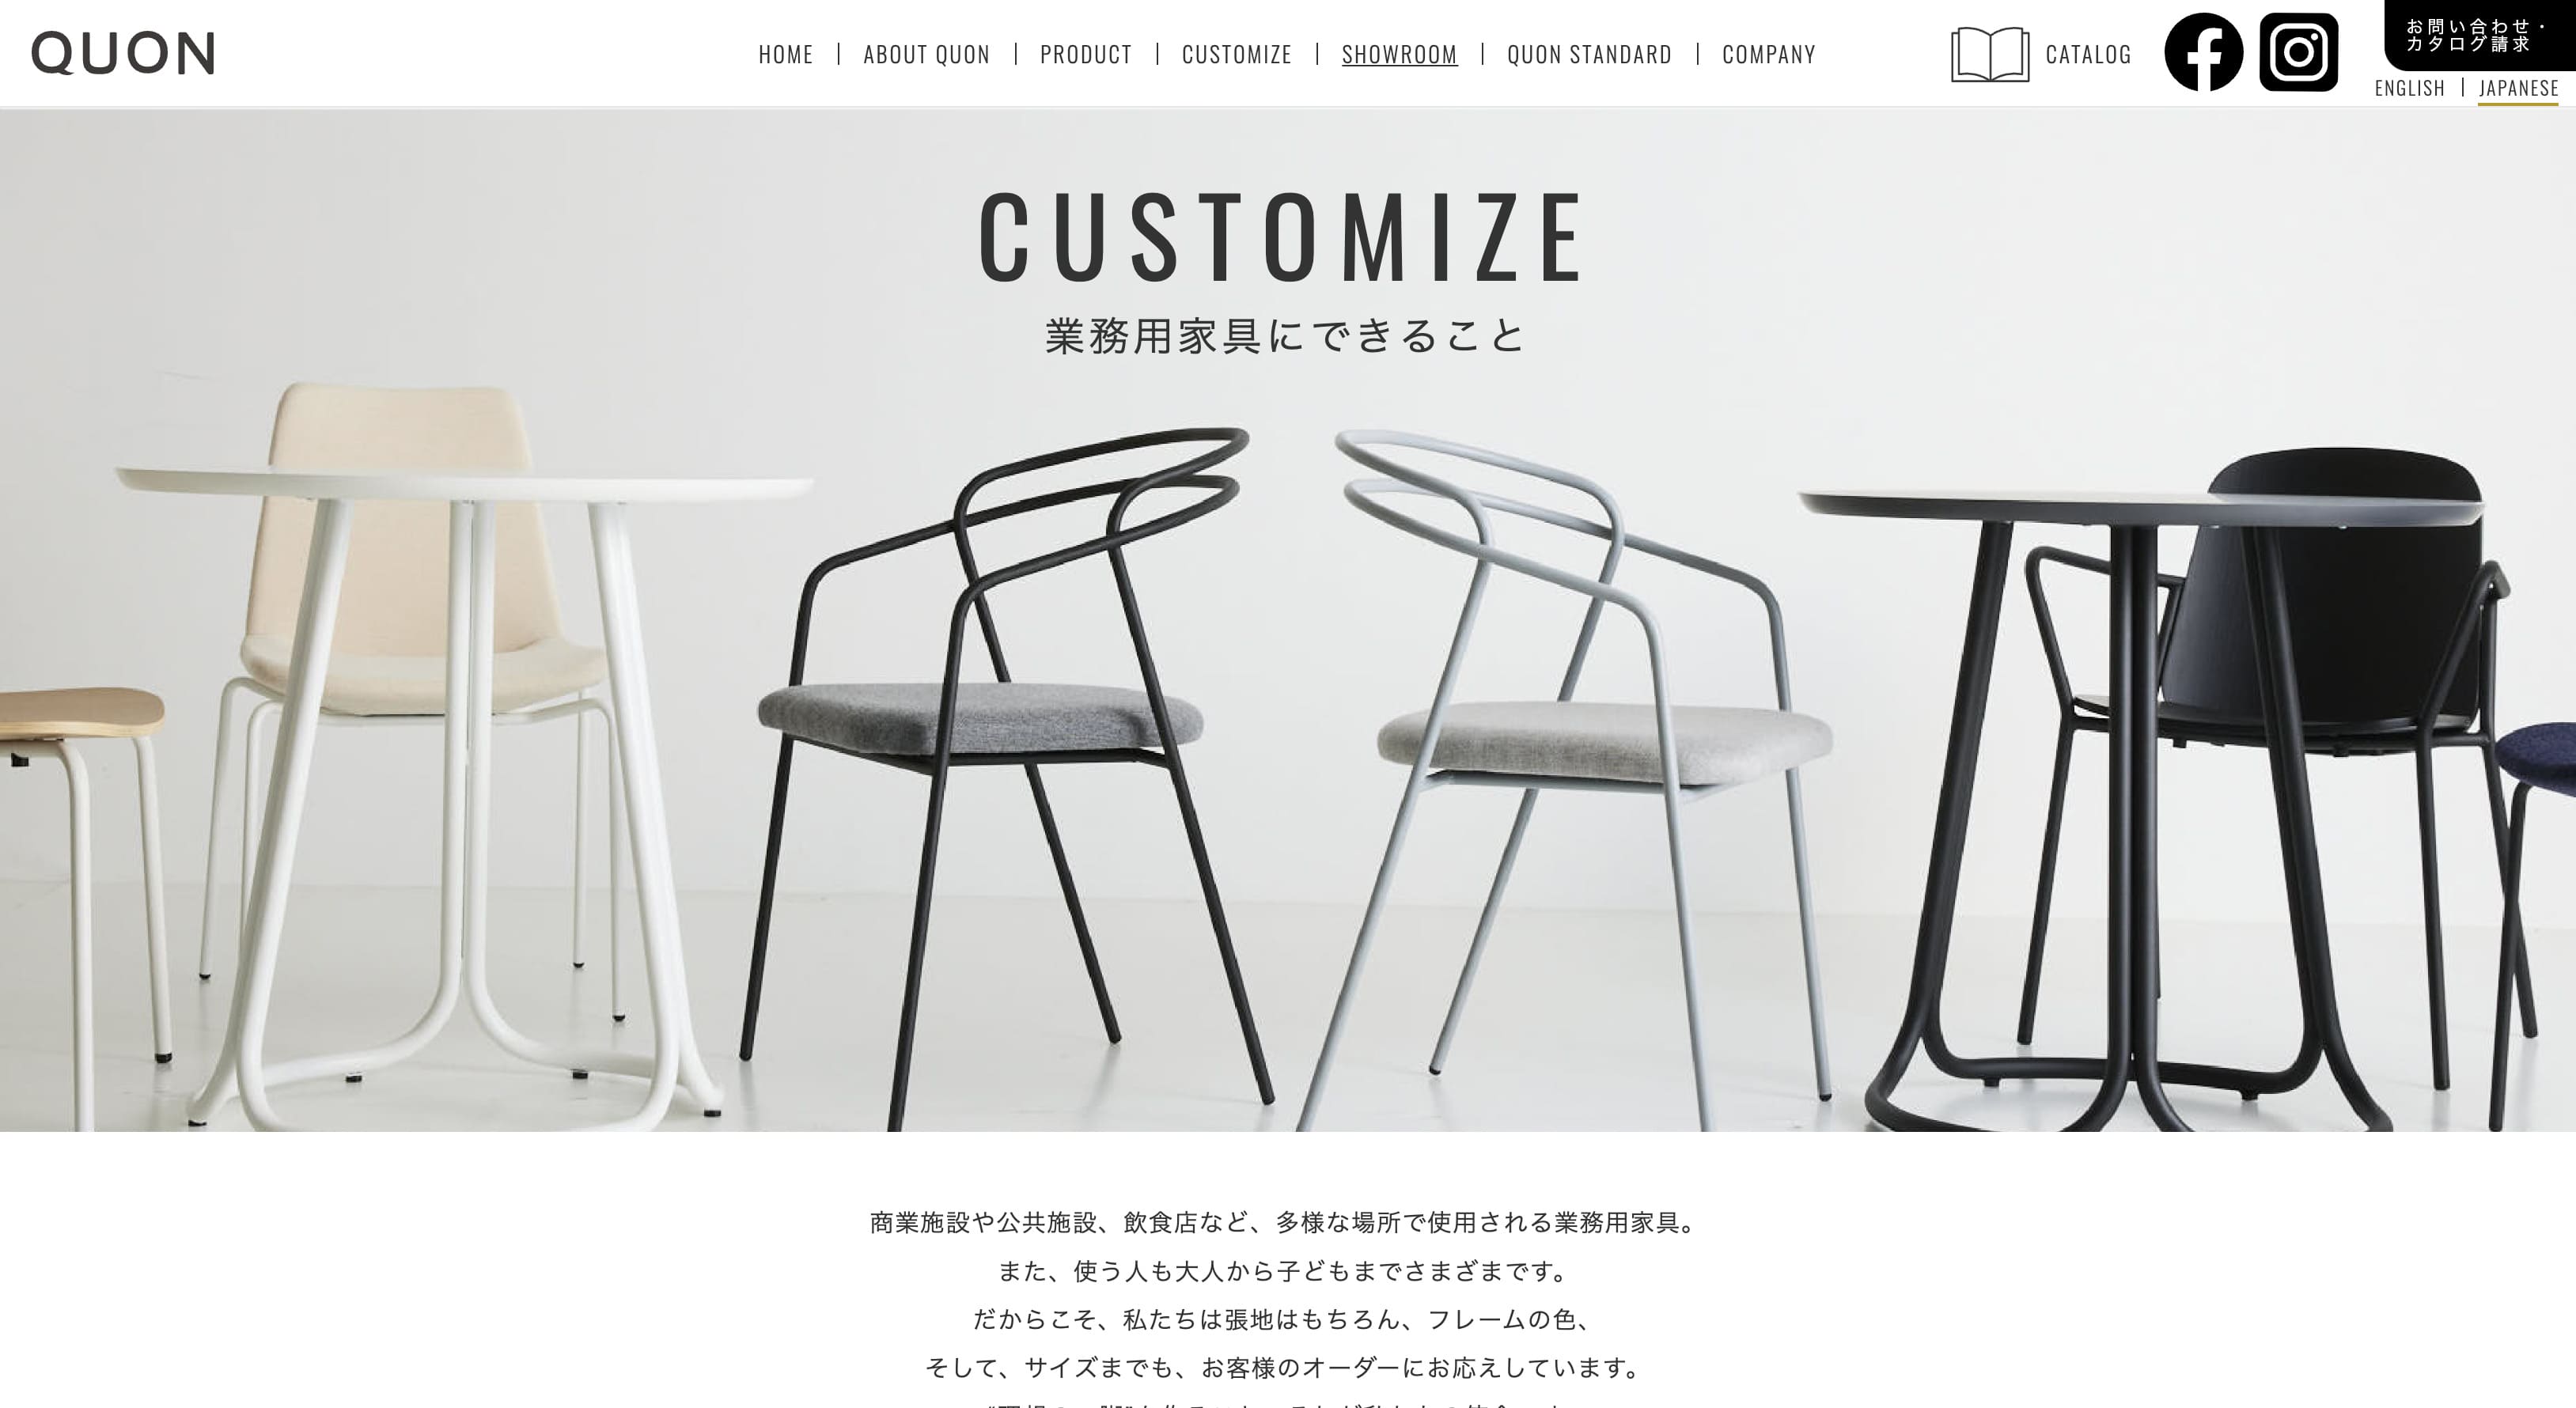 QUON
HOME
ABOUT QUON
PRODUCT
CUSTOMIZE
SHOWROOM
QUON STANDARD
COMPANY
CATALOG
お問い合わせ・
カタログ請求
ENGLISH
JAPANESE
CUSTOMIZE
業務用家具にできること
商業施設や公共施設、飲食店など、多様な場所で使用される業務用家具。
また、使う人も大人から子どもまでさまざまです。
だからこそ、私たちは張地はもちろん、フレームの色、
そして、サイズまでも、お客様のオーダーにお応えしています。